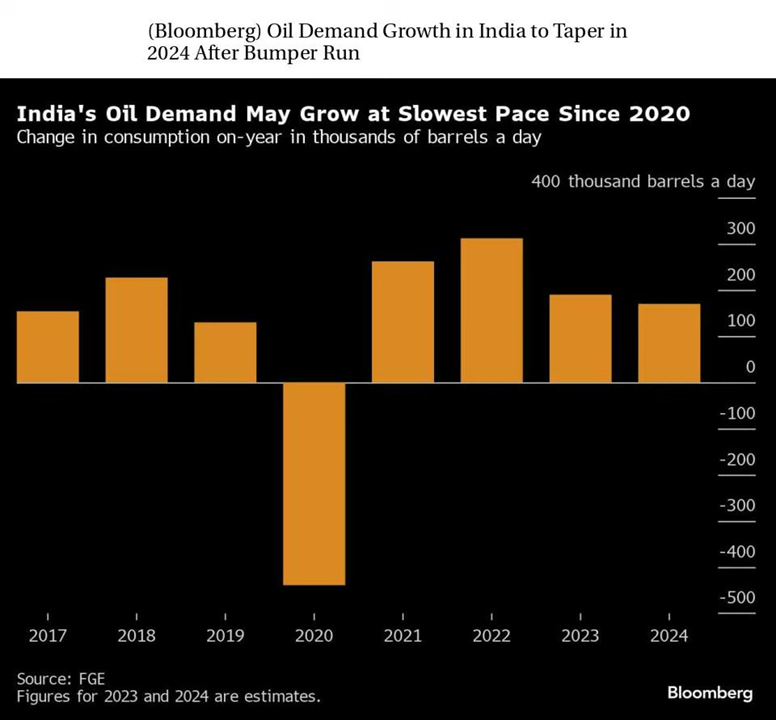 (Bloomberg) Oil Demand Growth in India to Taper in
2024 After Bumper Run
India's Oil Demand May Grow at Slowest Pace Since 2020
Change in consumption on-year in thousands of barrels a day
400 thousand barrels a day
300
200
100
0
-100
-200
-300
-400
-500
2017 2018 2019 2020 2021 2022 2023 2024
Source: FGE
Figures for 2023 and 2024 are estimates.
Bloomberg